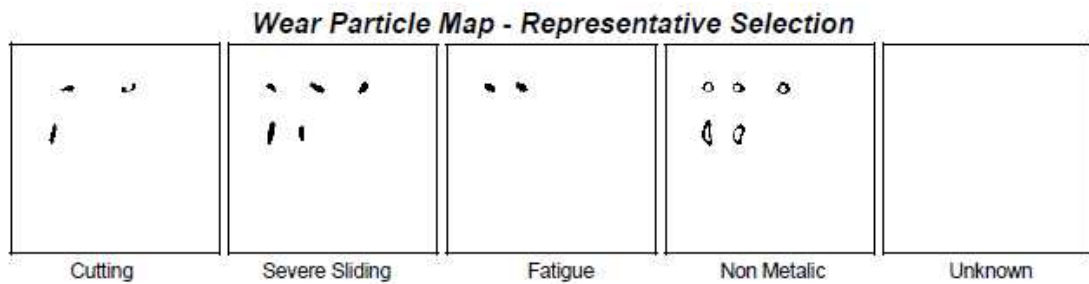 Wear Particle Map - Representative Selection
Cutting Severe Sliding Fatigue Non Metalic Unknown